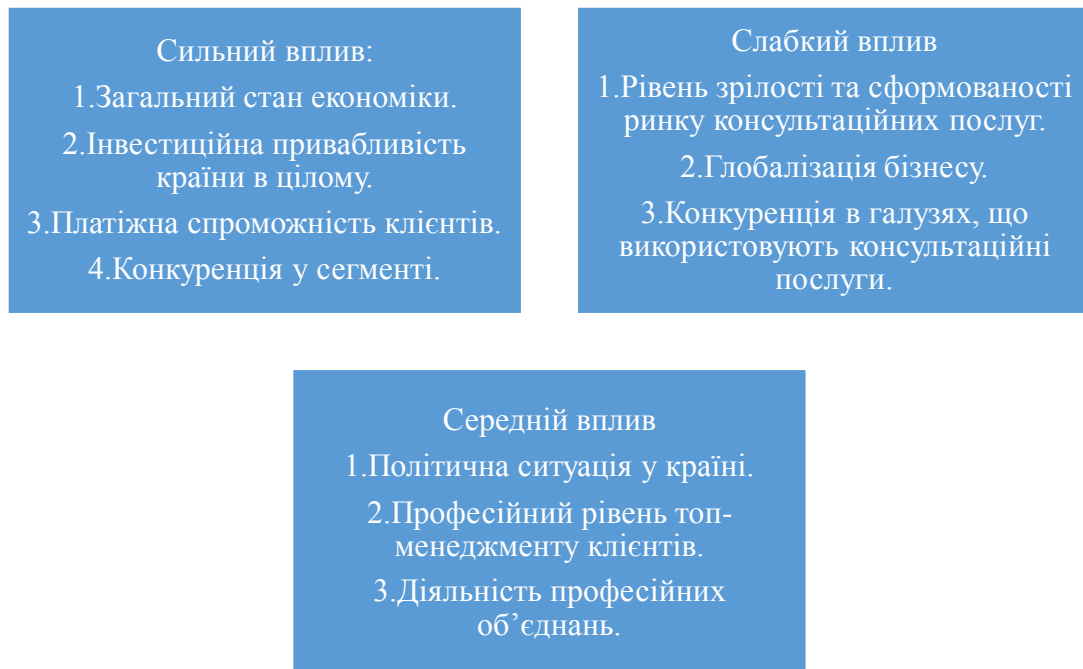 Сильний вплив:
1.Загальний стан економіки.
2.Інвестиційна привабливість
країни в цілому.
3.Платіжна спроможність клієнтів.
4.Конкуренція у сегменті.
Слабкий вплив
1.Рівень зрілості та сформованості
ринку консультаційних послуг.
2.Глобалізація бізнесу.
3.Конкуренція в галузях, що
використовують консультаційні
послуги.
Середній вплив
1.Політична ситуація у країні.
2.Професійний рівень топ-
менеджменту клієнтів.
3.Діяльність професійних
об’єднань.